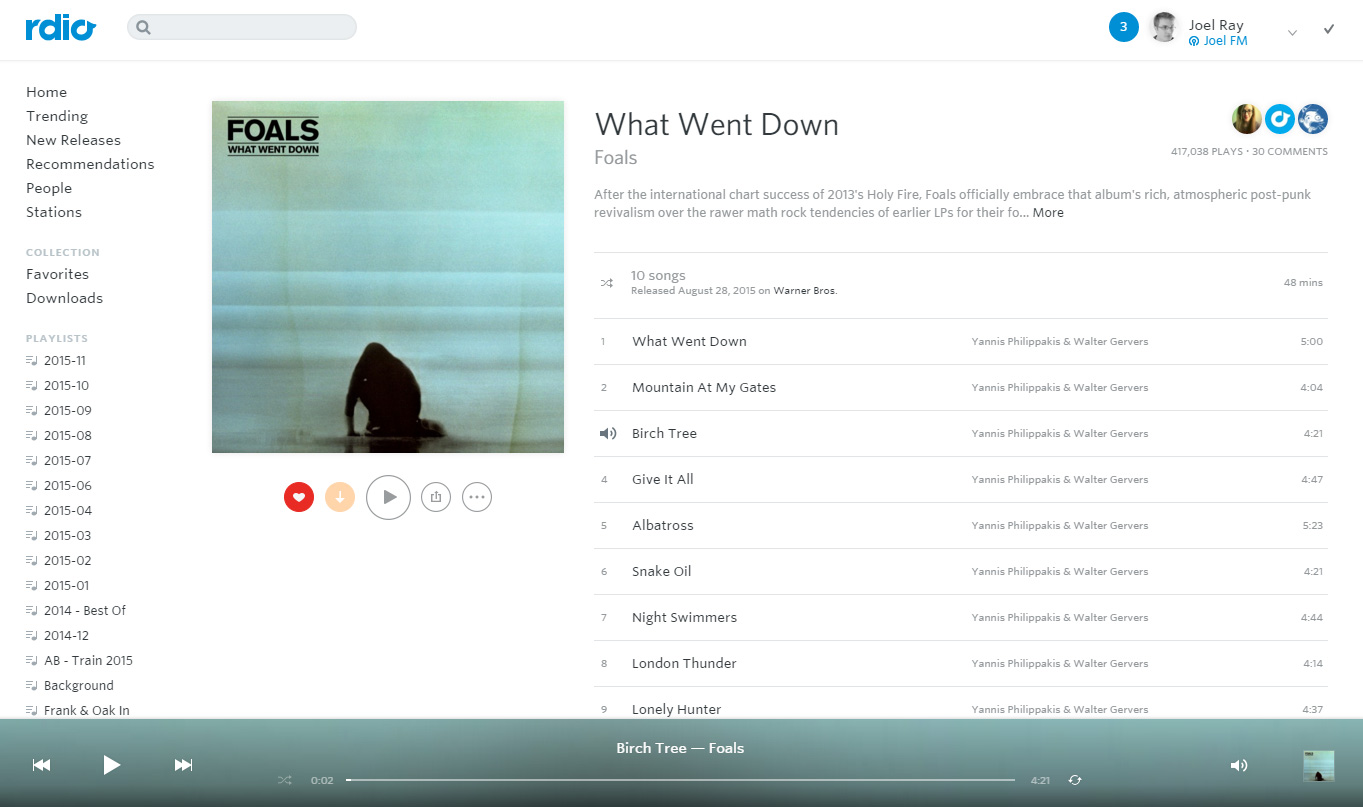 rdio
3
Joel Ray
Joel FM
Home
Trending
New Releases
Recommendations
People
Stations
COLLECTION
Favorites
Downloads
PLAYLISTS
2015-11
2015-10
2015-09
2015-08
2015-07
2015-06
2015-04
2015-03
2015-02
2015-01
2014 - Best Of
2014-12
AB - Train 2015
Background
Frank & Oak In
FOALS
WHAT WENT DOWN
What Went Down
Foals
417,038 PLAYS • 30 COMMENTS
After the international chart success of 2013's Holy Fire, Foals officially embrace that album's rich, atmospheric post-punk
revivalism over the rawer math rock tendencies of earlier LPs for their fo... More
10 songs
Released August 28, 2015 on Warner Bros.
48 mins
1 What Went Down Yannis Philippakis & Walter Gervers 5:00
2 Mountain At My Gates Yannis Philippakis & Walter Gervers 4:04
Birch Tree Yannis Philippakis & Walter Gervers 4:21
4 Give It All Yannis Philippakis & Walter Gervers 4:47
5 Albatross Yannis Philippakis & Walter Gervers 5:23
6 Snake Oil Yannis Philippakis & Walter Gervers 4:21
7 Night Swimmers Yannis Philippakis & Walter Gervers 4:44
8 London Thunder Yannis Philippakis & Walter Gervers 4:14
9 Lonely Hunter Yannis Philippakis & Walter Gervers 4:37
Birch Tree — Foals
0:02
4:21